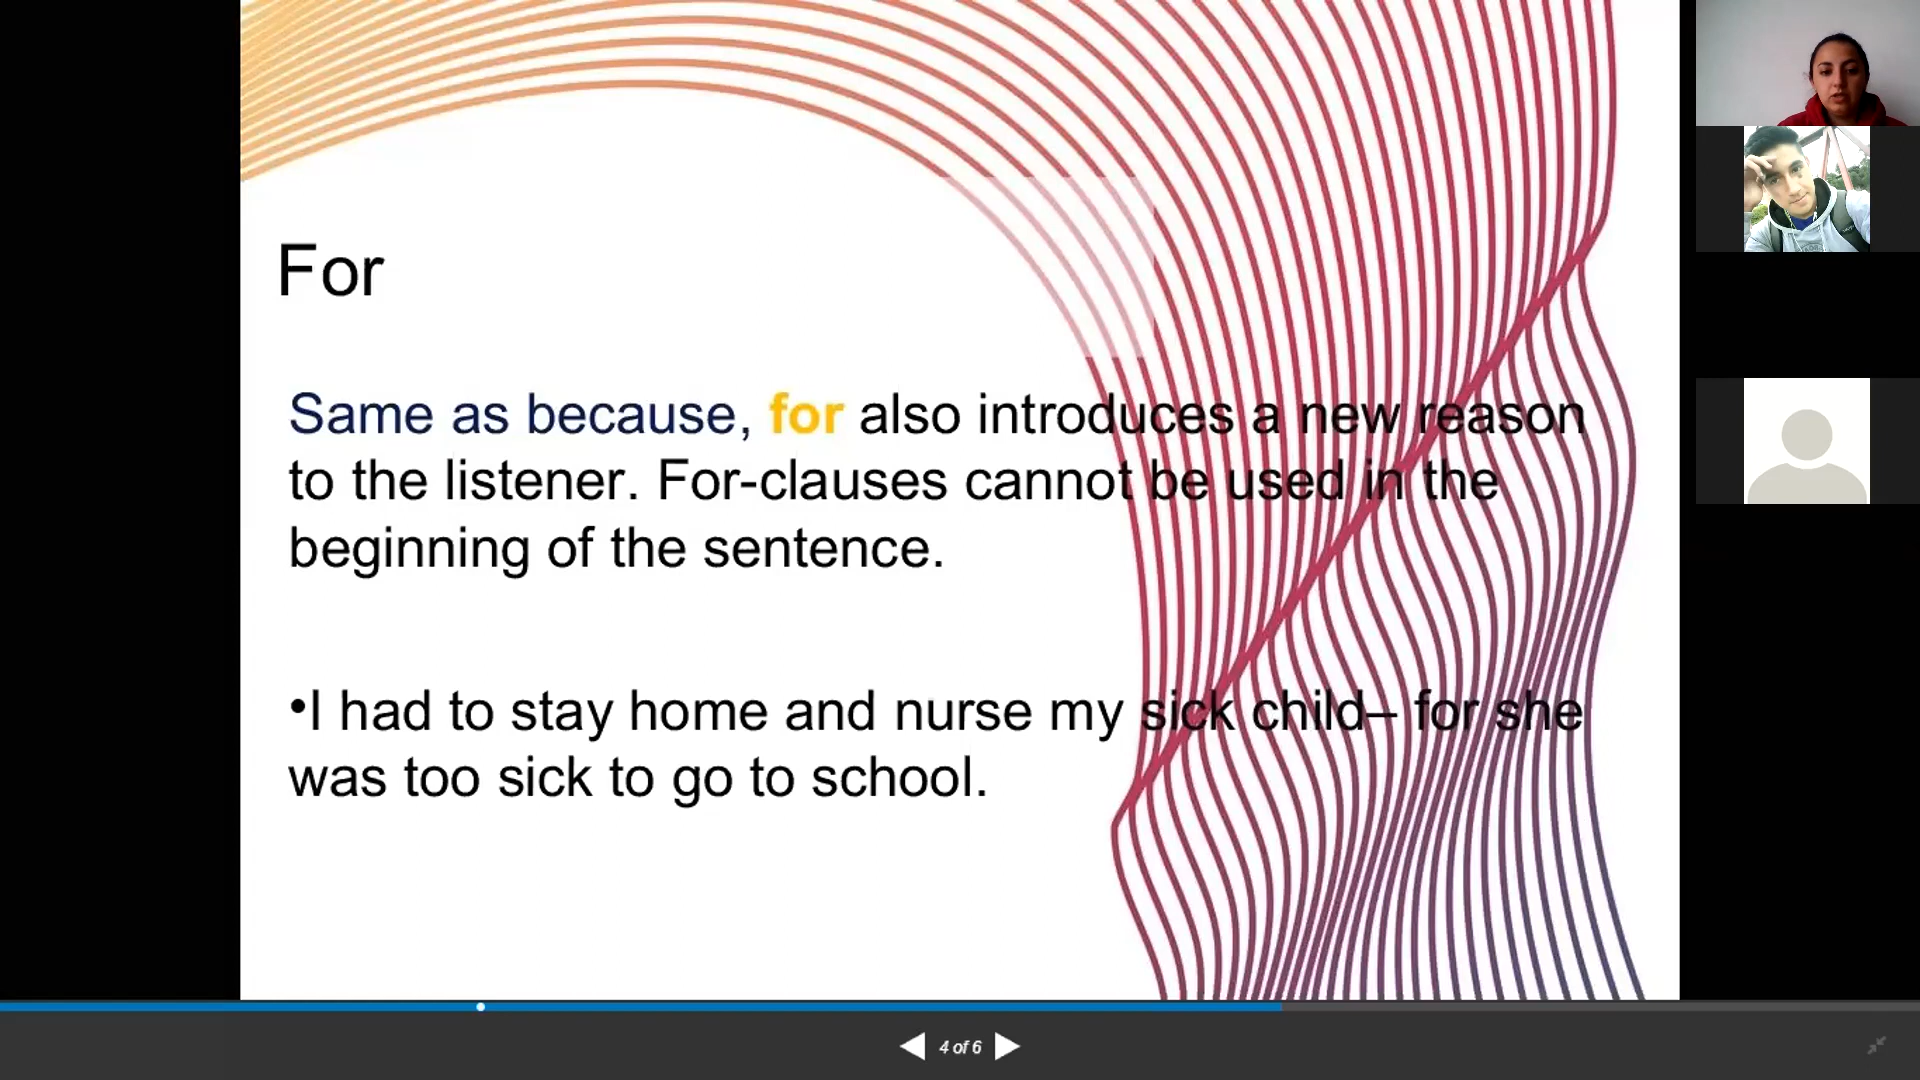 For
Same as because, for also introduces a new reason
to the listener. For-clauses cannot be used in the
beginning of the sentence.
•I had to stay home and nurse my sick child– for she
was too sick to go to school.
4 of 6